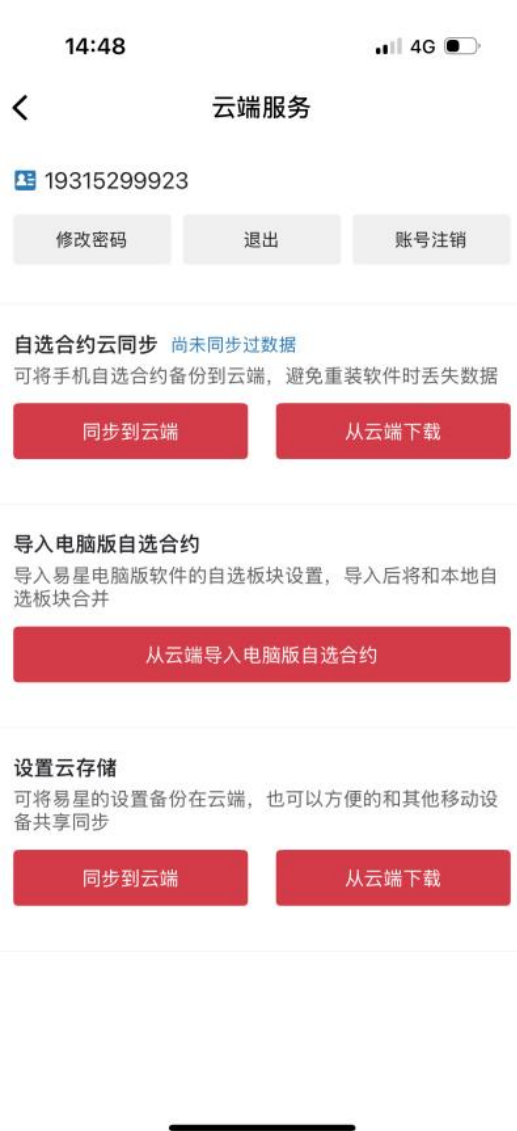 14:48
4G
云端服务
19315299923
修改密码
退出
账号注销
自选合约云同步 尚未同步过数据
可将手机自选合约备份到云端，避免重装软件时丢失数据
同步到云端
从云端下载
导入电脑版自选合约
导入易星电脑版软件的自选板块设置，导入后将和本地自
选板块合并
从云端导入电脑版自选合约
设置云存储
可将易星的设置备份在云端，也可以方便的和其他移动设
备共享同步
同步到云端
从云端下载